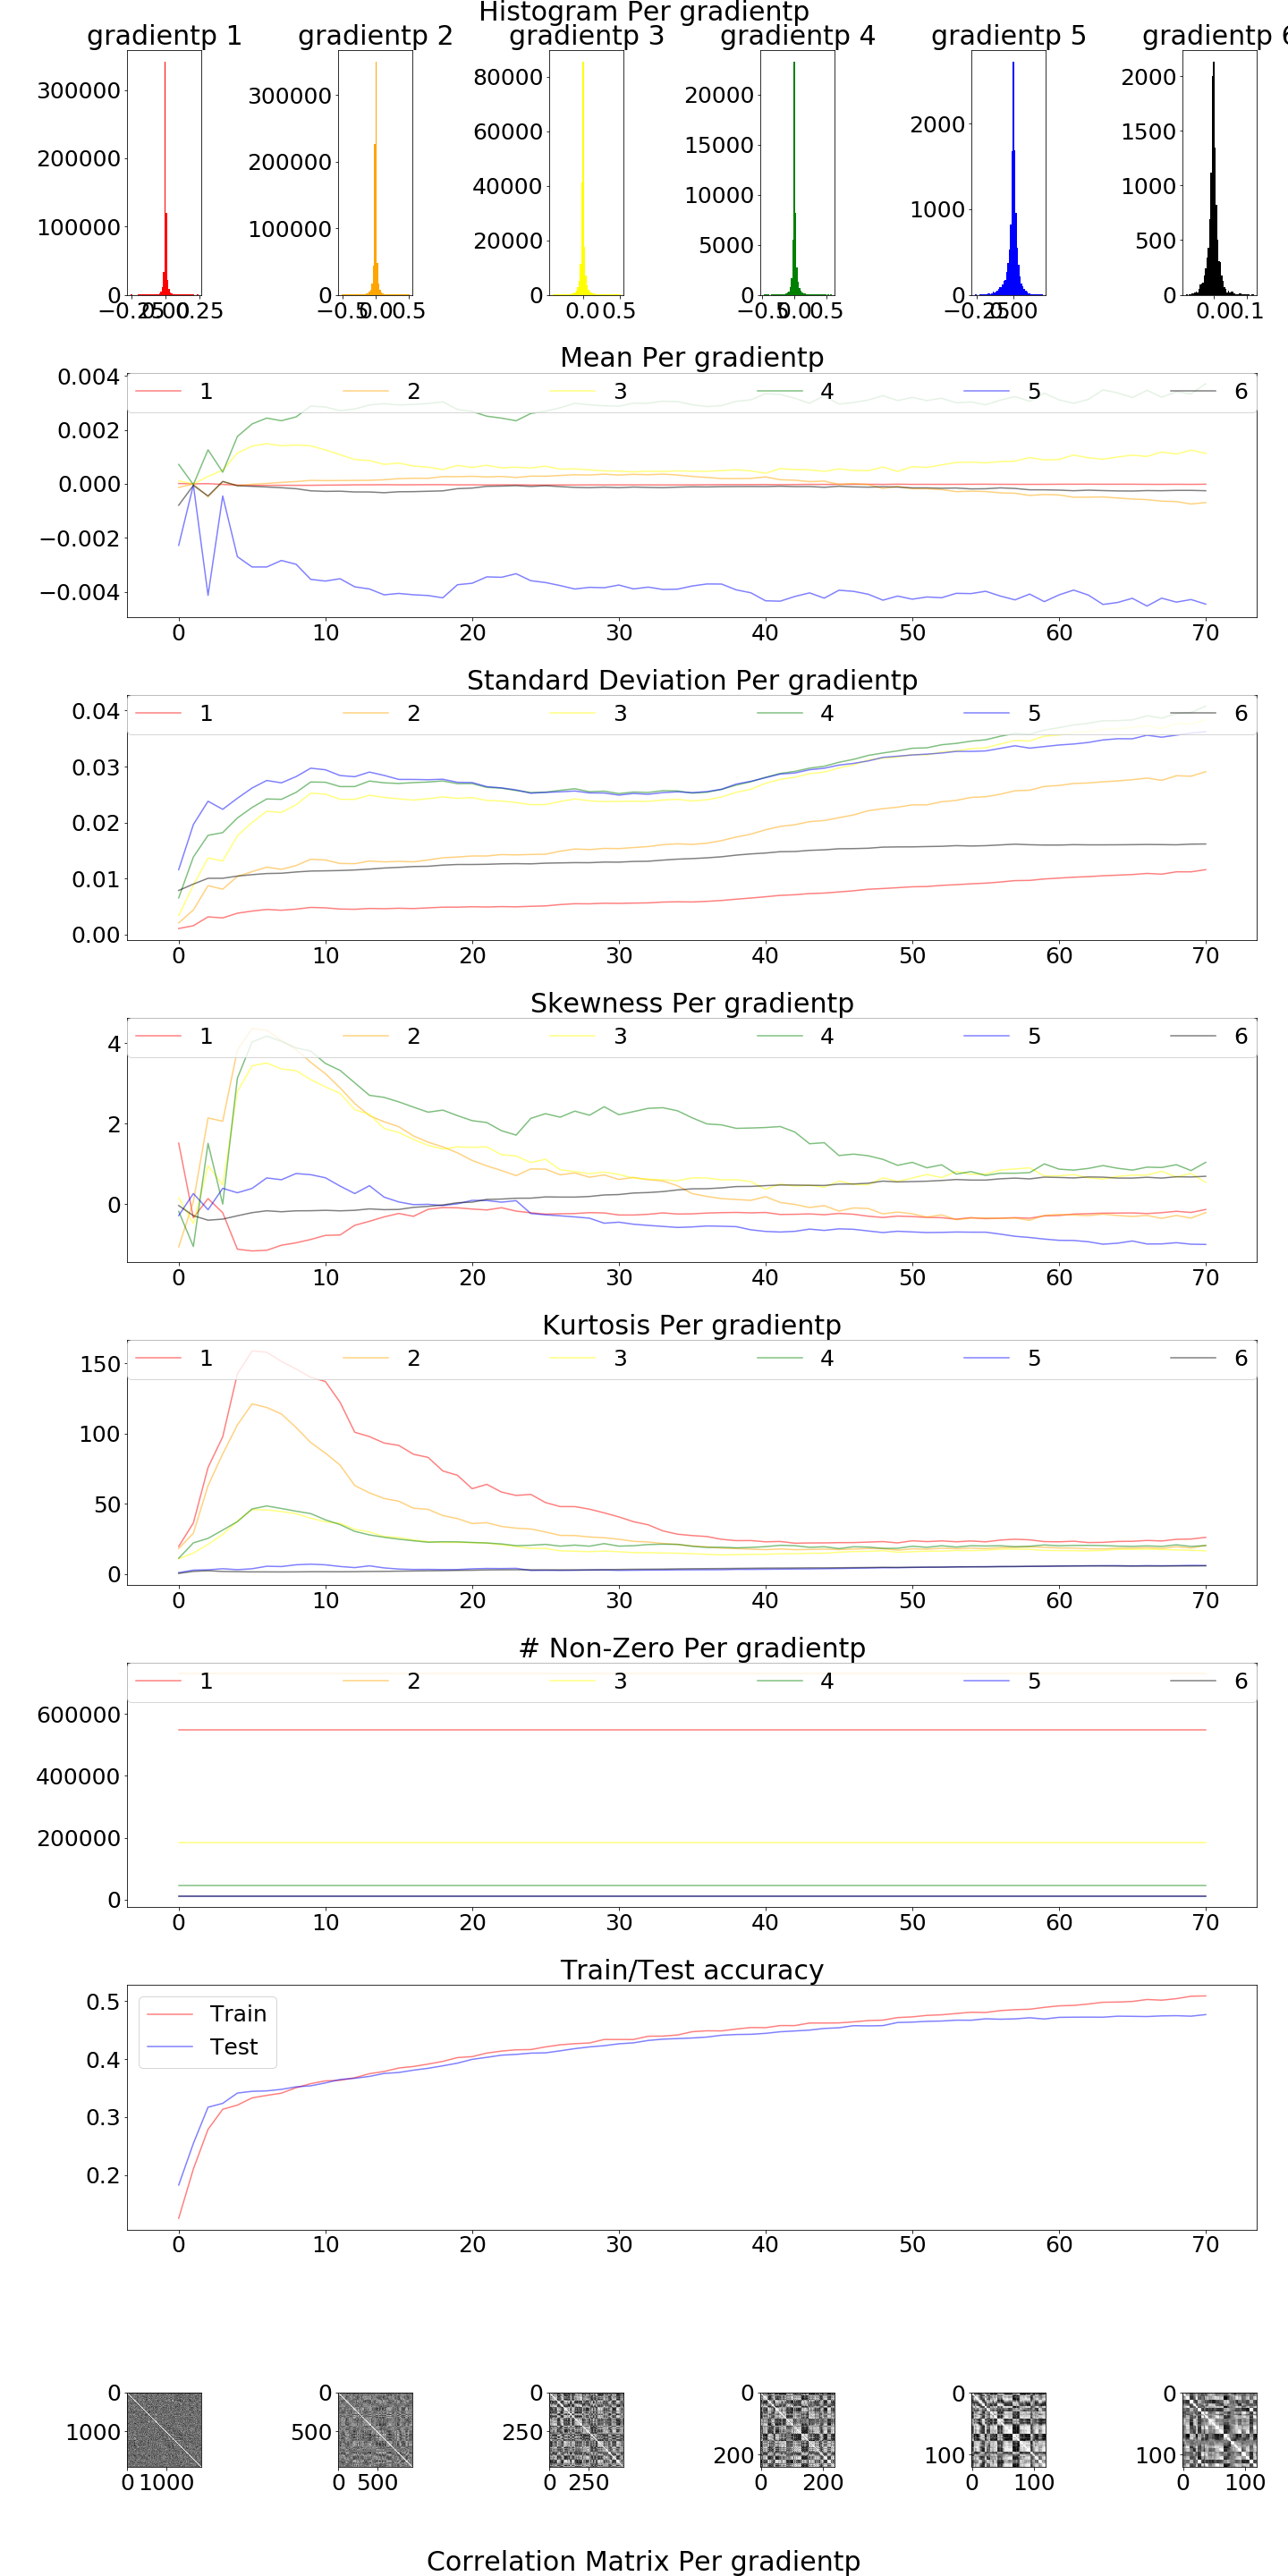 Histogram Per gradientp
gradientp 1 gradientp 2 gradientp 3 gradientp 4 gradientp 5 gradientp 6
300000 200000 100000 0
−0.25 0.00 0.25
300000 200000 100000 0
−0.5 0.0 0.5
80000 60000 40000 20000 0
0.0 0.5
20000 15000 10000 5000 0
−0.5 0.0 0.5
2000 1000 0
−0.25 0.00
2000 1500 1000 500 0
0.0 0.1
Mean Per gradientp
1 2 3 4 5 6
0.004
0.002
0.000
−0.002
−0.004
0 10 20 30 40 50 60 70
Standard Deviation Per gradientp
1 2 3 4 5 6
0.04
0.03
0.02
0.01
0.00
0 10 20 30 40 50 60 70
Skewness Per gradientp
1 2 3 4 5 6
4
2
0
0 10 20 30 40 50 60 70
Kurtosis Per gradientp
1 2 3 4 5 6
150
100
50
0
0 10 20 30 40 50 60 70
# Non-Zero Per gradientp
1 2 3 4 5 6
600000
400000
200000
0
0 10 20 30 40 50 60 70
Train/Test accuracy
Train
Test
0.5
0.4
0.3
0.2
0 10 20 30 40 50 60 70
0 1000
0 1000
0 500
0 500
0 250
0 250
0 200
0 200
0 100
0 100
0 100
0 100
Correlation Matrix Per gradientp